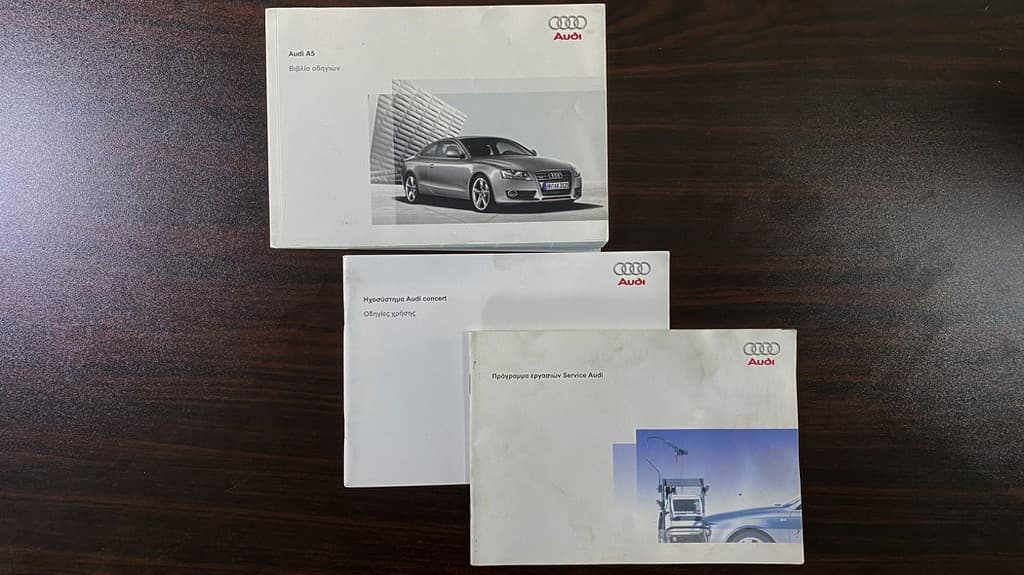 Audi
Audi A5
Βιβλίο οδηγιών
Audi
Ηχοσύστημα Audi concert
Οδηγίες χρήσης
Audi
Πρόγραμμα εργασιών Service Audi